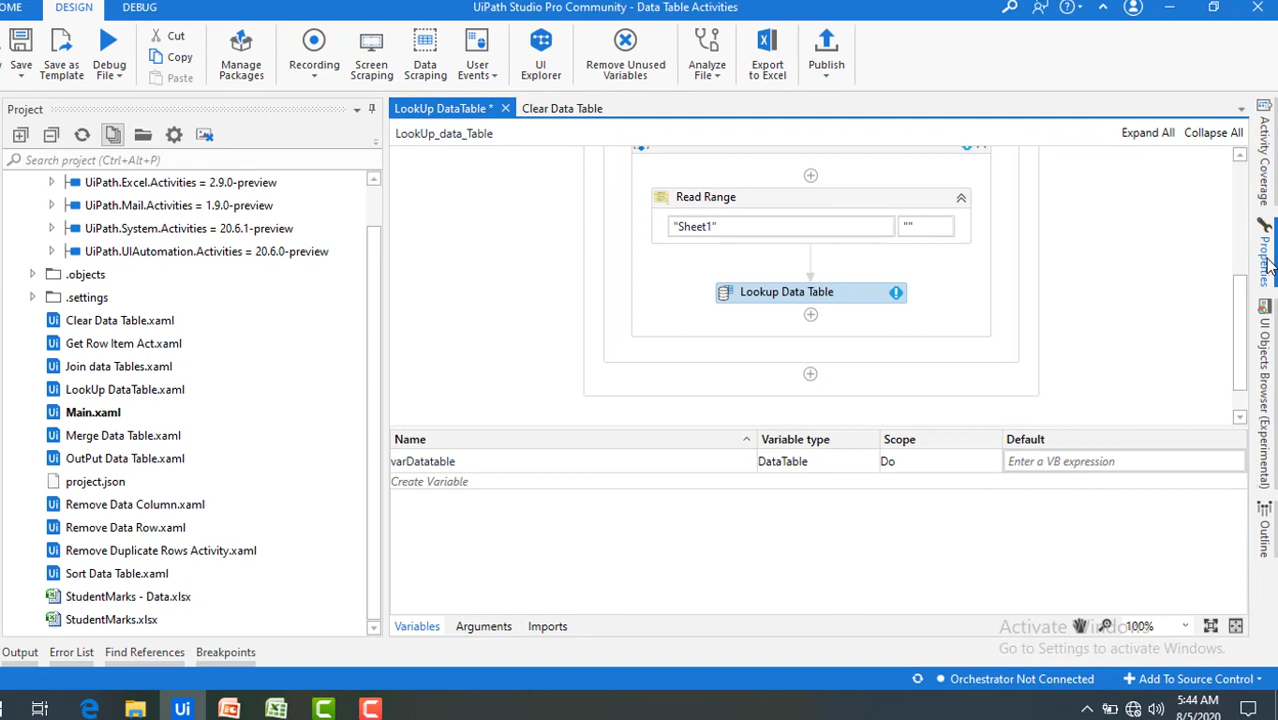 OME DESIGN DEBUG
UiPath Studio Pro Community - Data Table Activities
Save
Save as Template
Debug File
Cut
Copy
Paste
Manage Packages
Recording
Screen Scraping
Data Scraping
User Events
UI Explorer
Remove Unused Variables
Analyze File
Export to Excel
Publish
Project
Search project (Ctrl+Alt+P)
UiPath.Excel.Activities = 2.9.0-preview
UiPath.Mail.Activities = 1.9.0-preview
UiPath.System.Activities = 20.6.1-preview
UiPath.UIAutomation.Activities = 20.6.0-preview
.objects
.settings
Clear Data Table.xaml
Get Row Item Act.xaml
Join data Tables.xaml
LookUp DataTable.xaml
Main.xaml
Merge Data Table.xaml
OutPut Data Table.xaml
project.json
Remove Data Column.xaml
Remove Data Row.xaml
Remove Duplicate Rows Activity.xaml
Sort Data Table.xaml
StudentMarks - Data.xlsx
StudentMarks.xlsx
LookUp DataTable * Clear Data Table
LookUp_data_Table Expand All Collapse All
Read Range
"Sheet1" ""
Lookup Data Table
Name Variable type Scope Default
varDatatable DataTable Do Enter a VB expression
Create Variable
Variables Arguments Imports 100%
Activity Coverage
Properties
UI Objects Browser (Experimental)
Outline
Activate Windows
Go to Settings to activate Windows.
Output Error List Find References Breakpoints
Orchestrator Not Connected Add To Source Control
Ui
5:44 AM
8/5/2020